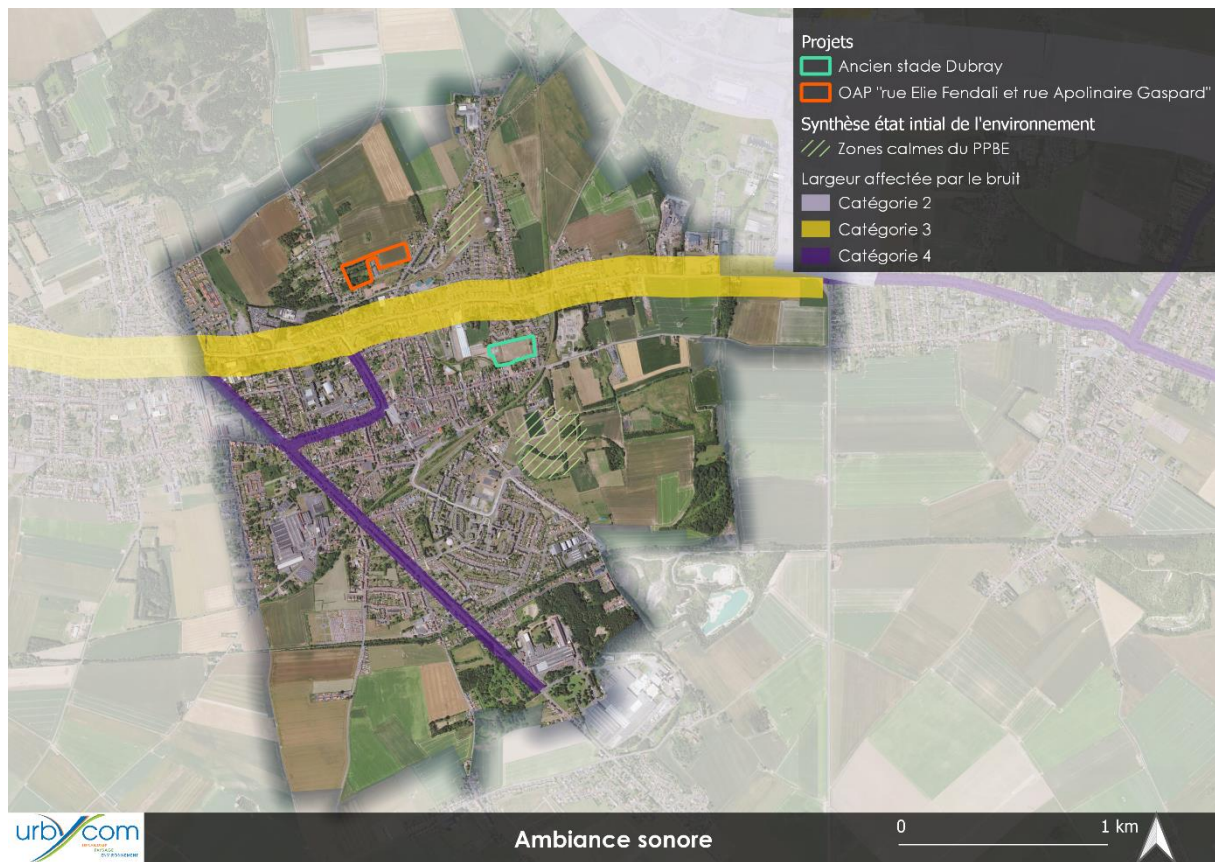 Projets
Ancien stade Dubray
OAP "rue Elie Fendali et rue Apolinaire Gaspard"
Synthèse état intial de l'environnement
Zones calmes du PPBE
Largeur affectée par le bruit
Catégorie 2
Catégorie 3
Catégorie 4
urbycom
PAYSAGE
ENVIRONNEMENT
Ambiance sonore
0 1 km